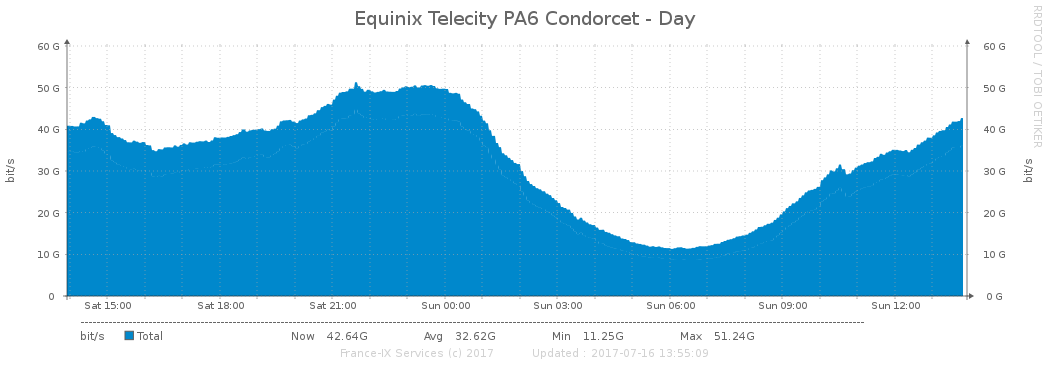 Equinix Telecity PA6 Condorcet - Day
RRDTOOL / TOBI OETIKER
60 G 60 G
50 G 50 G
40 G 40 G
30 G 30 G
20 G 20 G
10 G 10 G
0 0 G
bit/s bit/s
Sat 15:00 Sat 18:00 Sat 21:00 Sun 00:00 Sun 03:00 Sun 06:00 Sun 09:00 Sun 12:00
bit/s Total Now 42.64G Avg 32.62G Min 11.25G Max 51.24G
France-IX Services (c) 2017 Updated : 2017-07-16 13:55:09